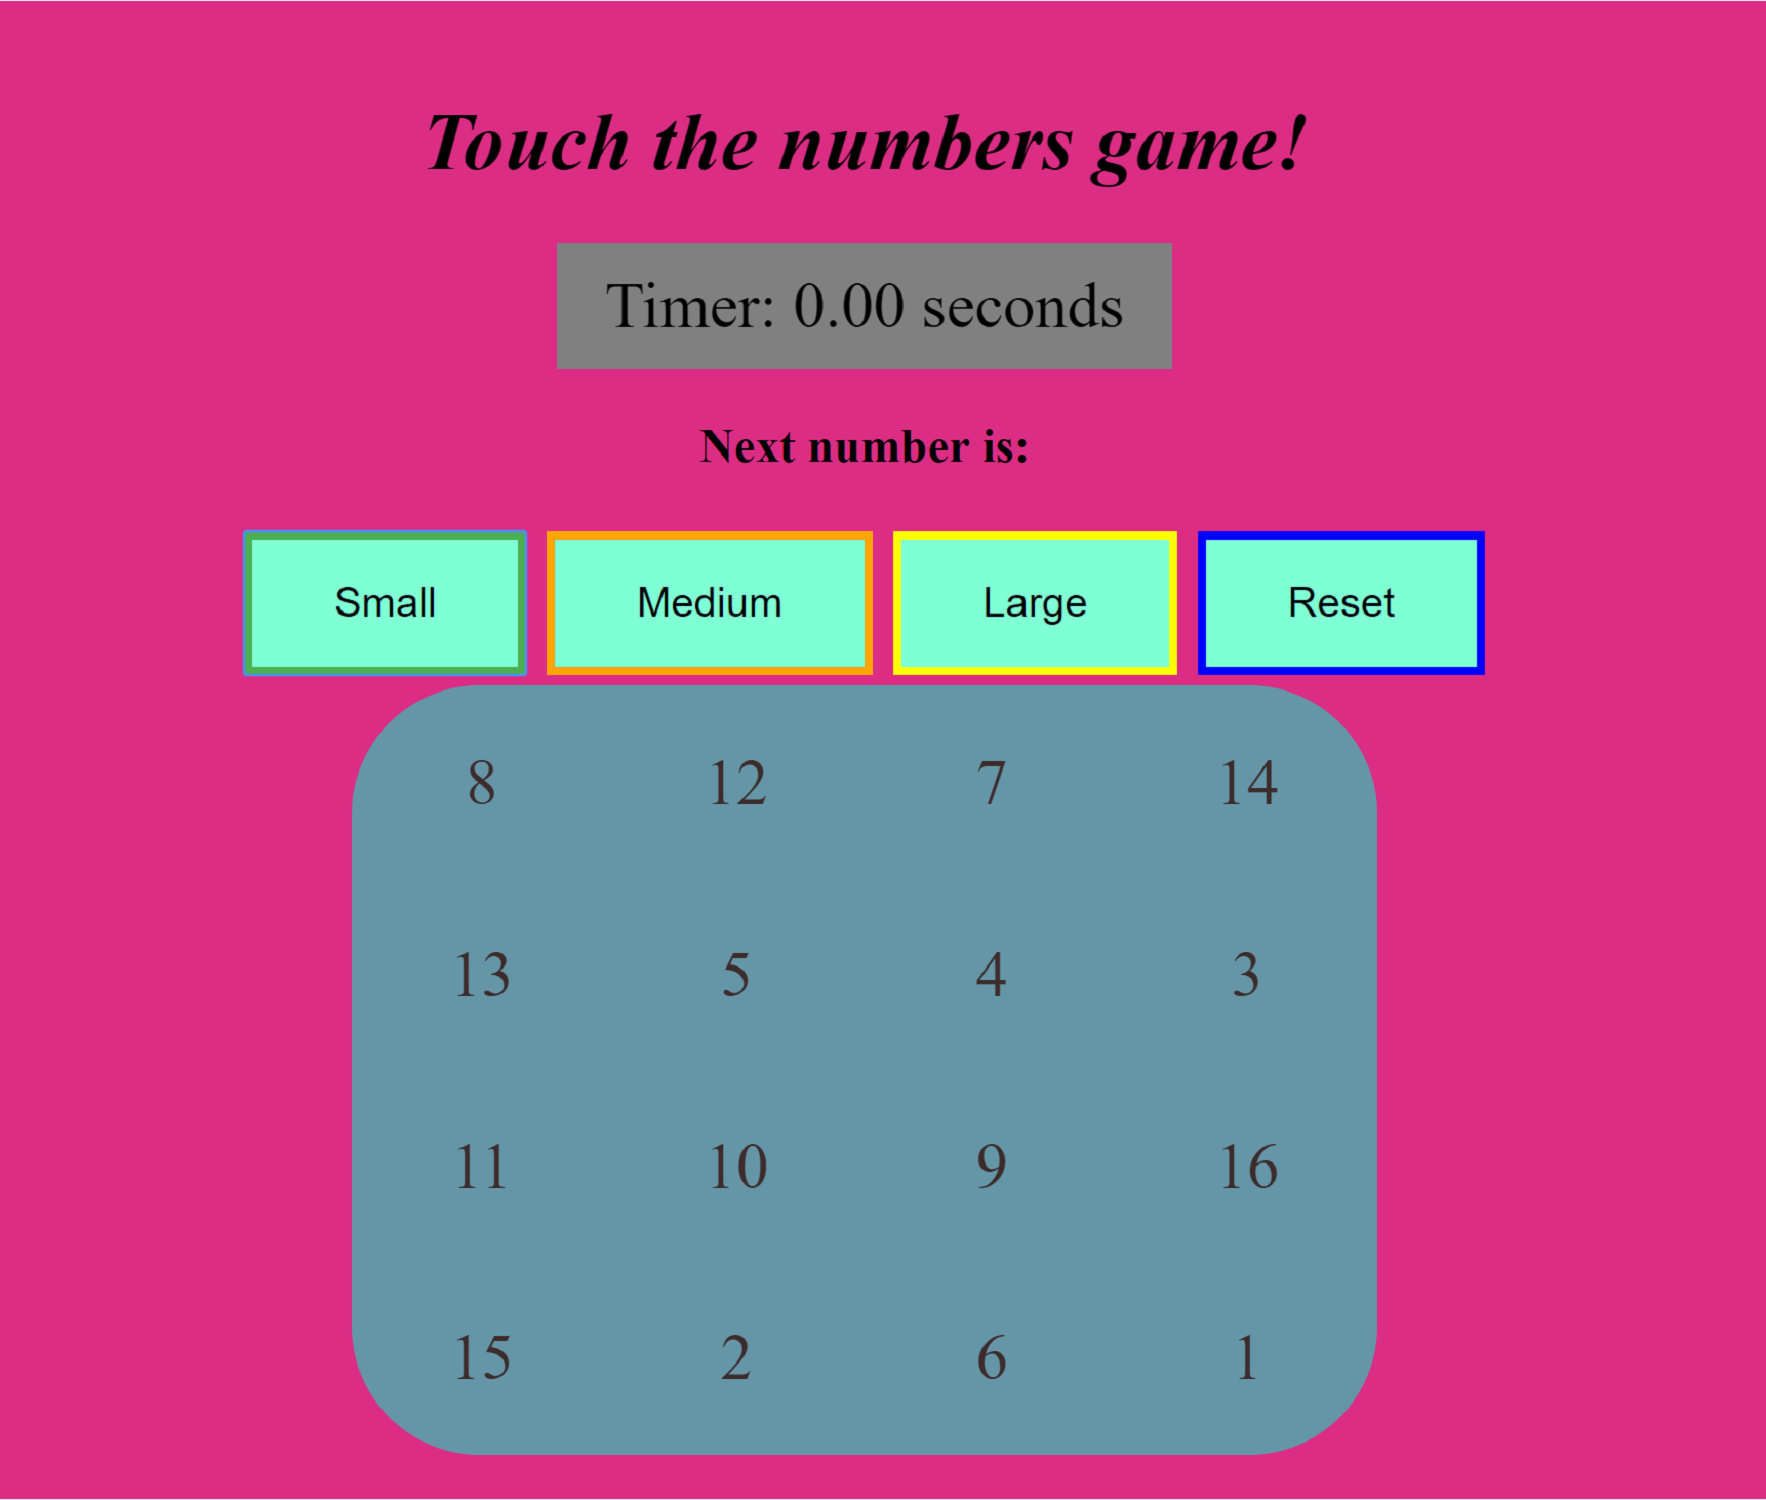 Touch the numbers game!
Timer: 0.00 seconds
Next number is:
Small Medium Large Reset
8 12 7 14
13 5 4 3
11 10 9 16
15 2 6 1